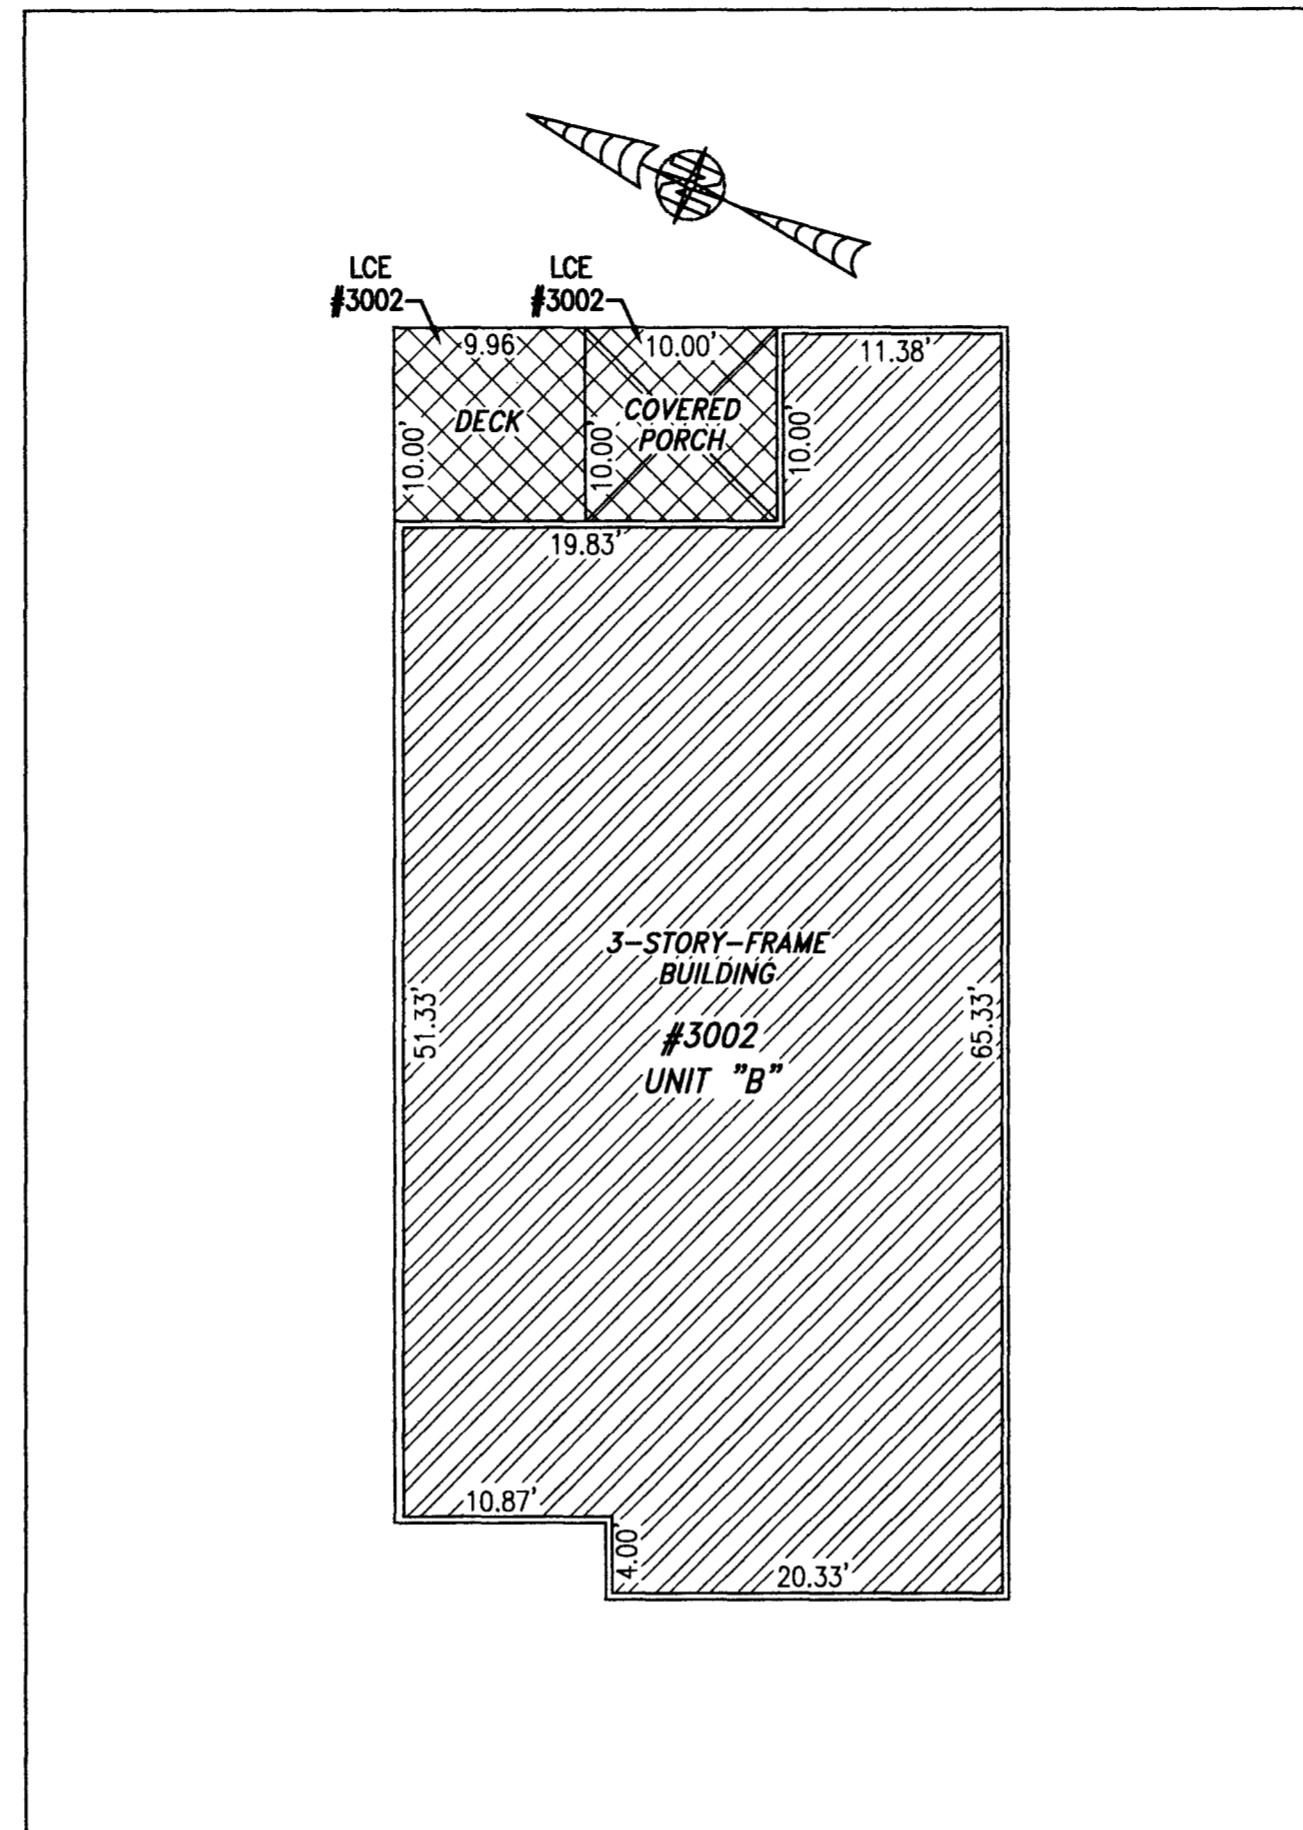 N
LCE
#3002
LCE
#3002
9.96
10.00'
11.38'
DECK
COVERED
PORCH
10.00'
10.00'
10.00'
19.83'
3-STORY-FRAME
BUILDING
#3002
UNIT "B"
51.33'
65.33'
10.87'
4.00'
20.33'